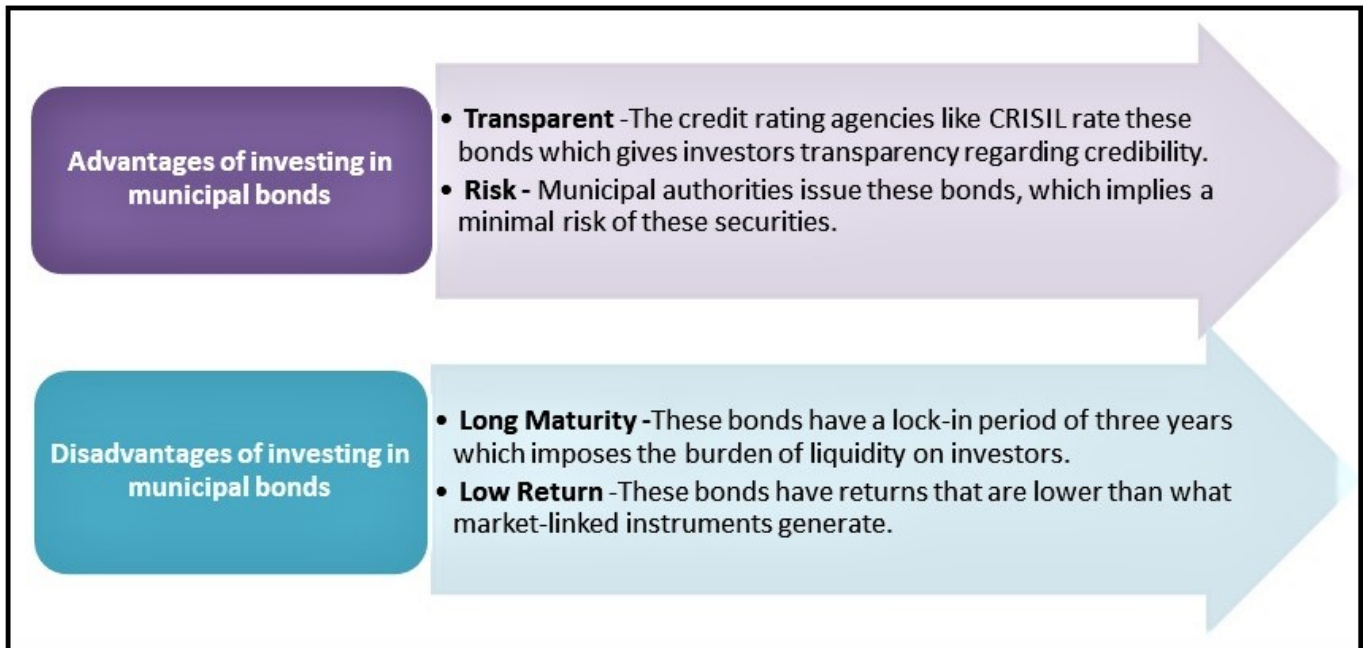 Advantages of investing in
municipal bonds
• Transparent -The credit rating agencies like CRISIL rate these
bonds which gives investors transparency regarding credibility.
• Risk - Municipal authorities issue these bonds, which implies a
minimal risk of these securities.
Disadvantages of investing in
municipal bonds
• Long Maturity -These bonds have a lock-in period of three years
which imposes the burden of liquidity on investors.
• Low Return -These bonds have returns that are lower than what
market-linked instruments generate.